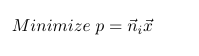 Minimize p = n⃗ᵢx⃗